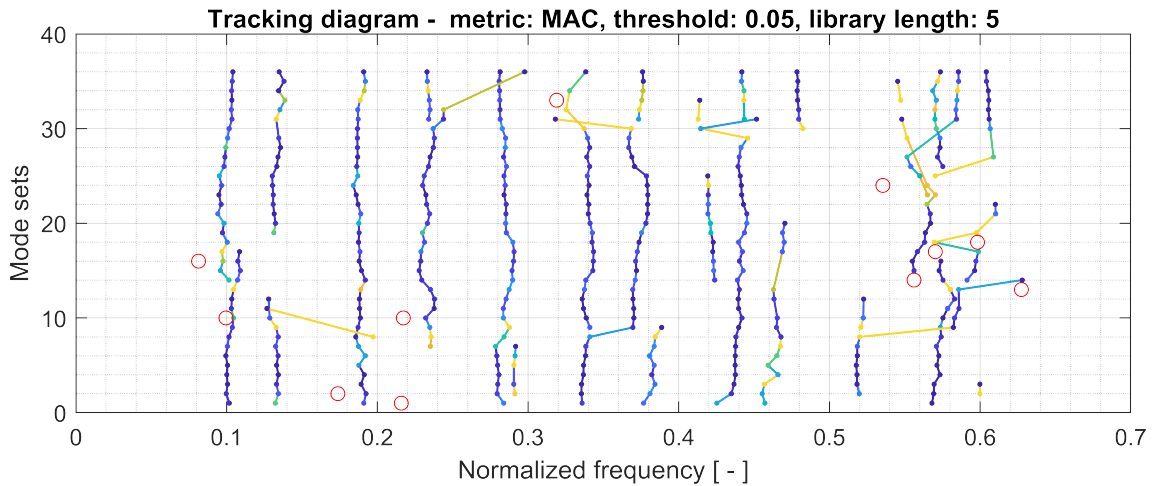 Tracking diagram -  metric: MAC, threshold: 0.05, library length: 5
40
30
20
10
0
Mode sets
0 0.1 0.2 0.3 0.4 0.5 0.6 0.7
Normalized frequency [ - ]